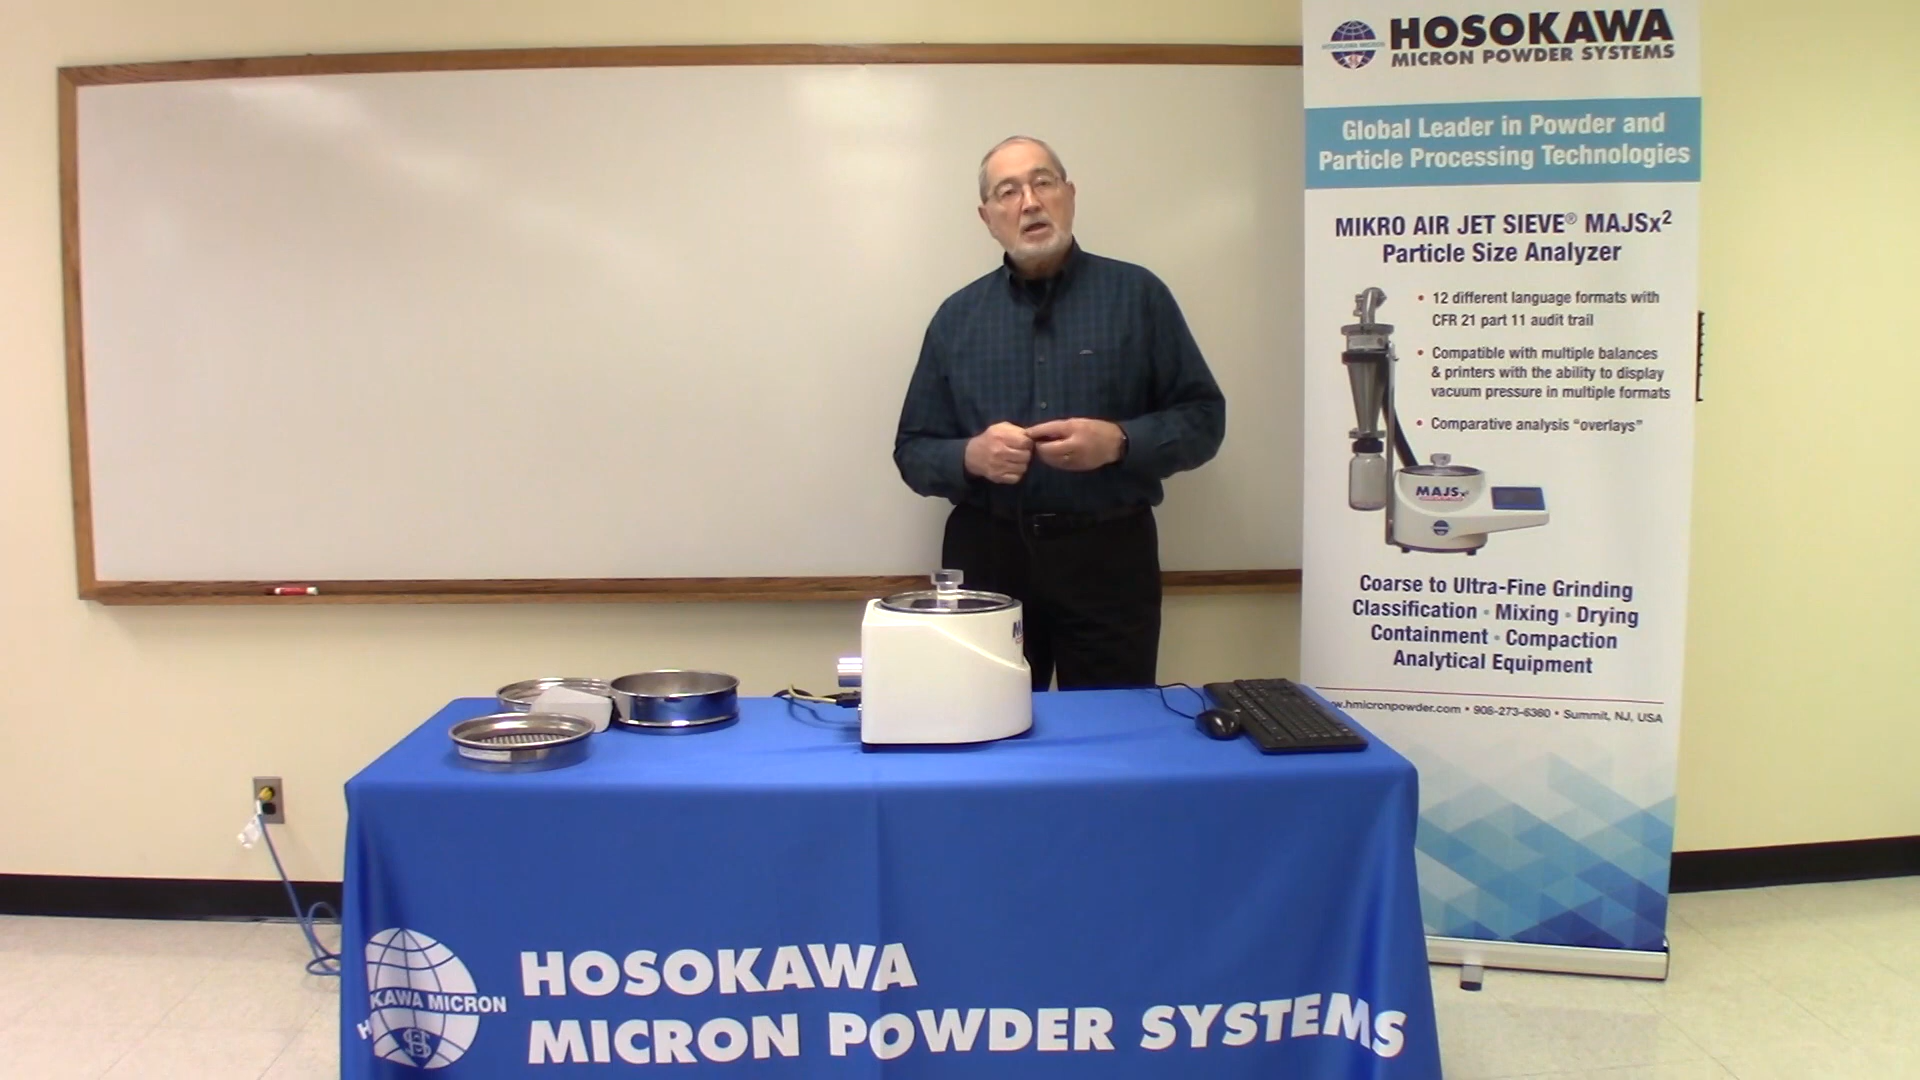 HOSOKAWA MICRON
HOSOKAWA
MICRON POWDER SYSTEMS
Global Leader in Powder and
Particle Processing Technologies
MIKRO AIR JET SIEVE® MAJSx²
Particle Size Analyzer
• 12 different language formats with
CFR 21 part 11 audit trail
• Compatible with multiple balances
& printers with the ability to display
vacuum pressure in multiple formats
• Comparative analysis “overlays”
MAJSx²
Coarse to Ultra-Fine Grinding
Classification • Mixing • Drying
Containment • Compaction
Analytical Equipment
w.hmicronpowder.com • 908-273-6360 • Summit, NJ, USA
KAWA MICRON
HOSOKAWA
MICRON POWDER SYSTEMS